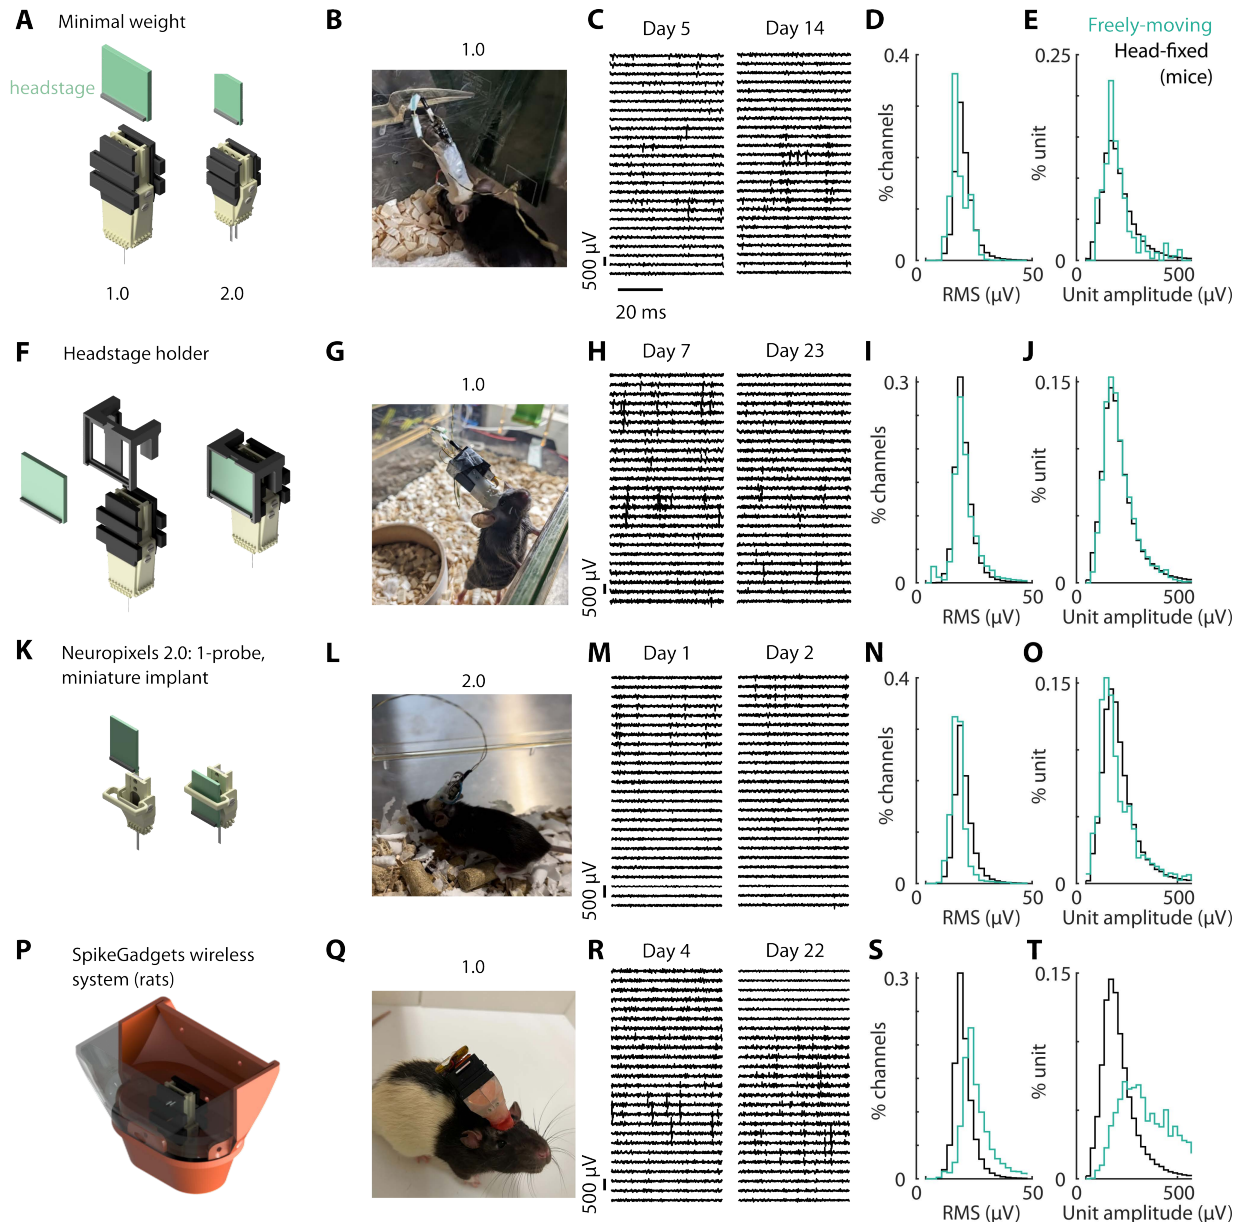 A Minimal weight
headstage
1.0
2.0
B
1.0
C
Day 5
Day 14
500 µV
20 ms
D
0.4
% channels
0
50
RMS (µV)
E
Freely-moving
Head-fixed
(mice)
0.25
% unit
0
0
500
Unit amplitude (µV)
F Headstage holder
G
1.0
H
Day 7
Day 23
500 µV
I
0.3
% channels
0
0
50
RMS (µV)
J
0.15
% unit
0
0
500
Unit amplitude (µV)
K Neuropixels 2.0: 1-probe,
miniature implant
L
2.0
M
Day 1
Day 2
500 µV
N
0.4
% channels
0
0
50
RMS (µV)
O
0.15
% unit
0
0
500
Unit amplitude (µV)
P SpikeGadgets wireless
system (rats)
Q
1.0
R
Day 4
Day 22
500 µV
S
0.3
% channels
0
0
50
RMS (µV)
T
0.15
% unit
0
0
500
Unit amplitude (µV)